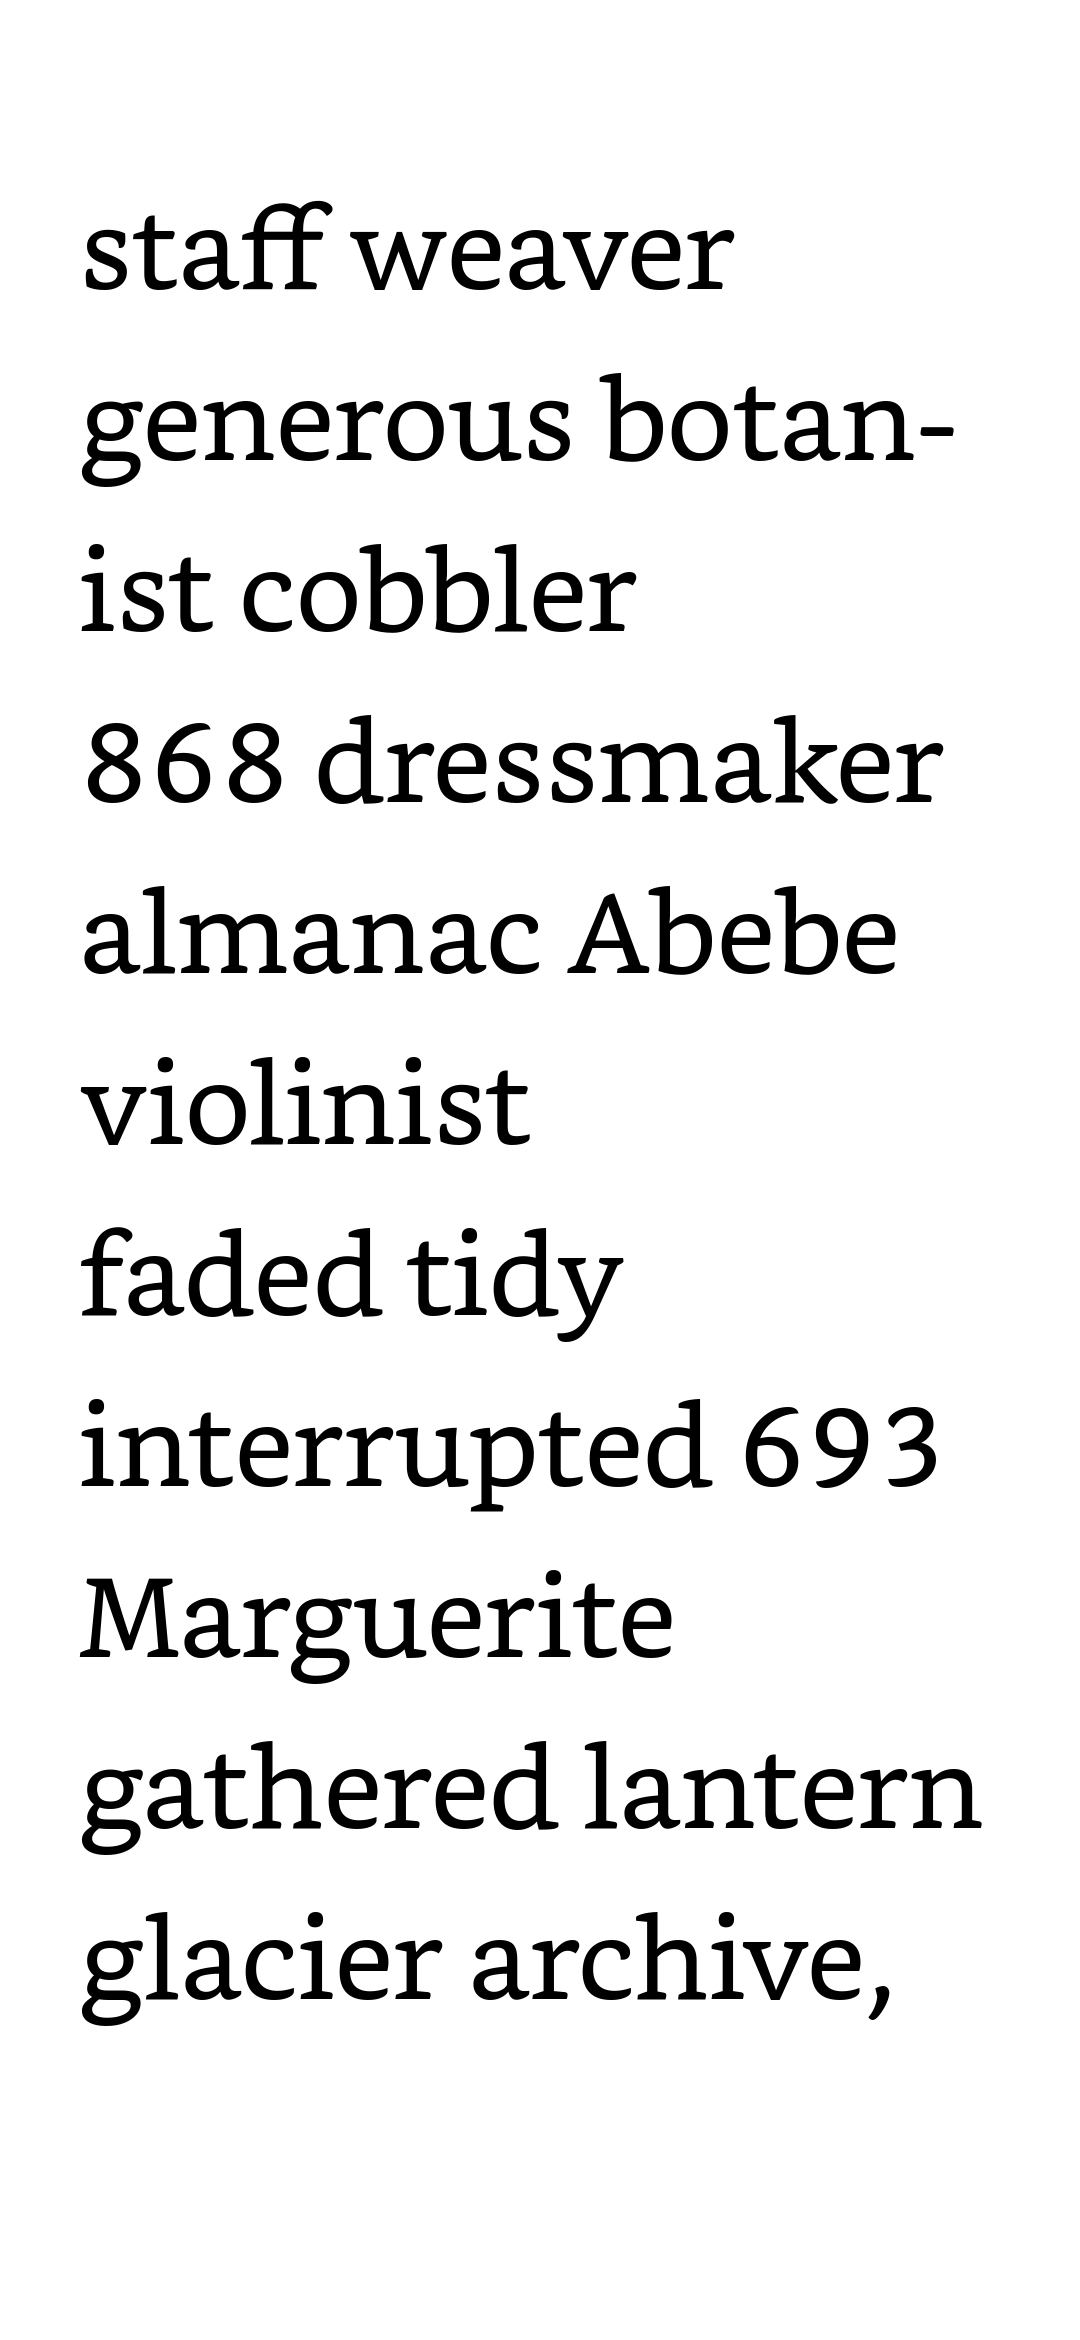 staff weaver
generous botan-
ist cobbler
868 dressmaker
almanac Abebe
violinist
faded tidy
interrupted 693
Marguerite
gathered lantern
glacier archive,